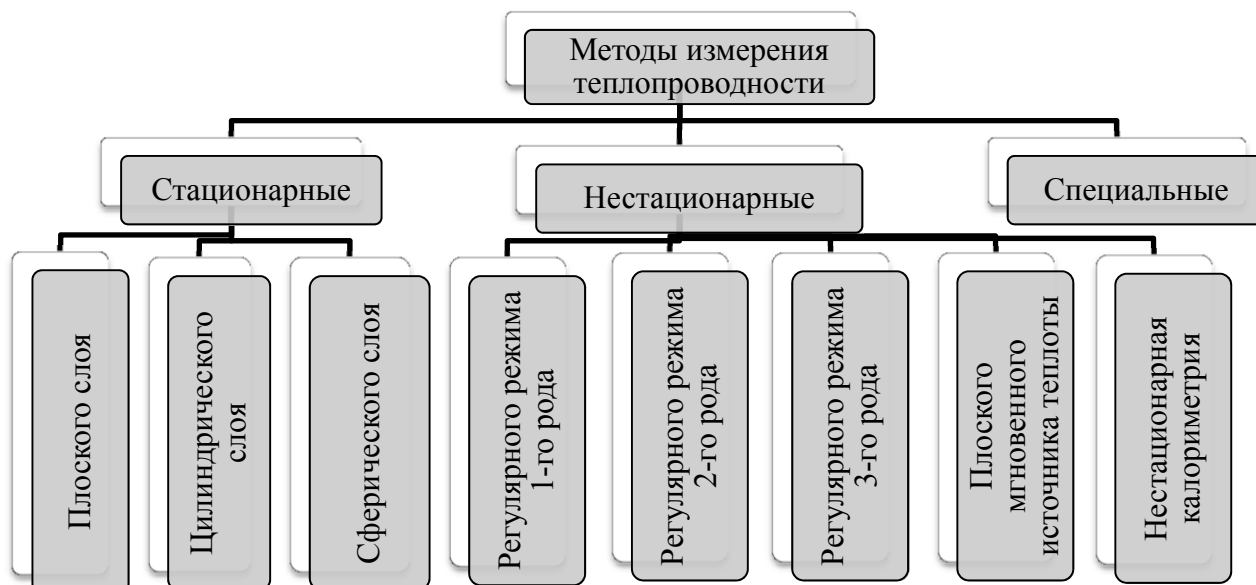 Методы измерения
теплопроводности
Стационарные
Нестационарные
Специальные
Плоского слоя
Цилиндрического
слоя
Сферического слоя
Регулярного режима
1-го рода
Регулярного режима
2-го рода
Регулярного режима
3-го рода
Плоского
мгновенного
источника теплоты
Нестационарная
калориметрия